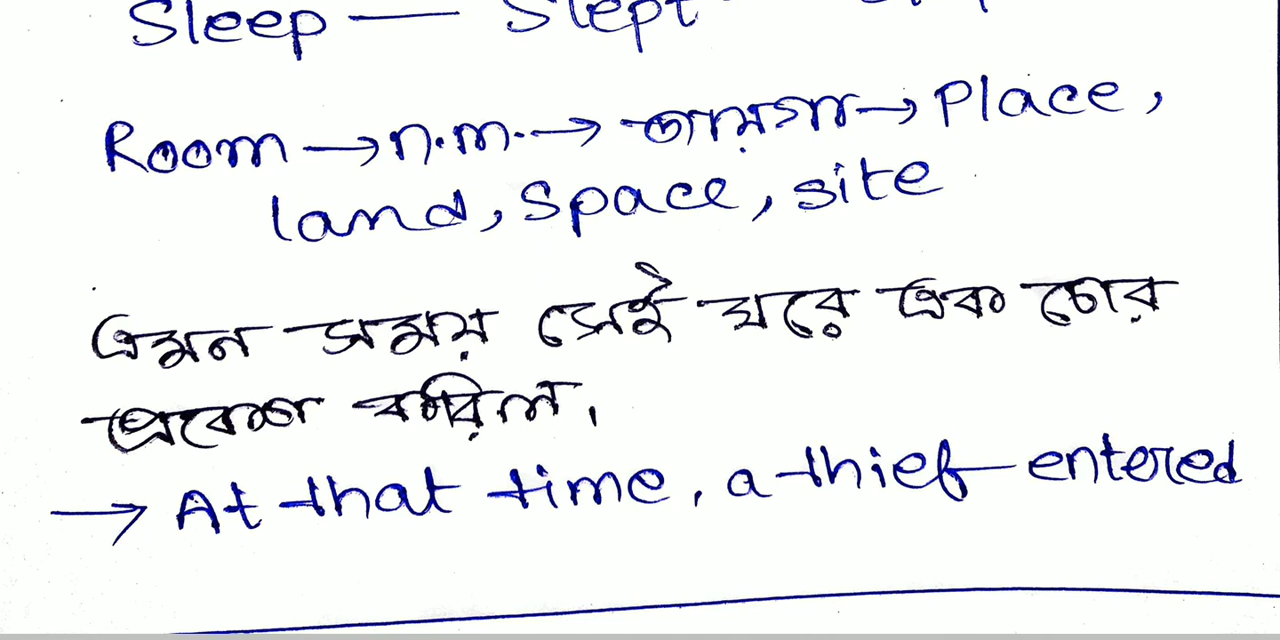 Sleep — Slept
Room → n.m. → জায়গা → Place,
land, space, site
এমন সময় সেই ঘরে এক চোর
প্রবেশ করিল।
→ At that time, a thief entered